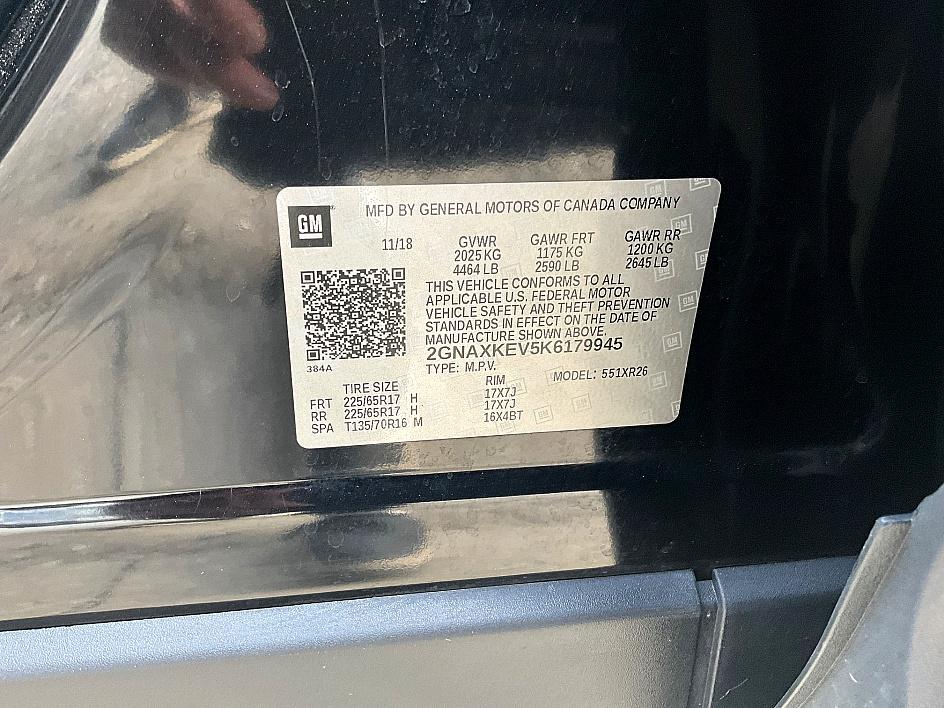 GM
MFD BY GENERAL MOTORS OF CANADA COMPANY
11/18
GVWR
2025 KG
4464 LB
GAWR FRT
1175 KG
2590 LB
GAWR RR
1200 KG
2645 LB
THIS VEHICLE CONFORMS TO ALL
APPLICABLE U.S. FEDERAL MOTOR
VEHICLE SAFETY AND THEFT PREVENTION
STANDARDS IN EFFECT ON THE DATE OF
MANUFACTURE SHOWN ABOVE.
2GNAXKEV5K6179945
TYPE: M.P.V.
384A
MODEL: 551XR26
TIRE SIZE RIM
FRT 225/65R17 H 17X7J
RR 225/65R17 H 17X7J
SPA T135/70R16 M 16X4BT